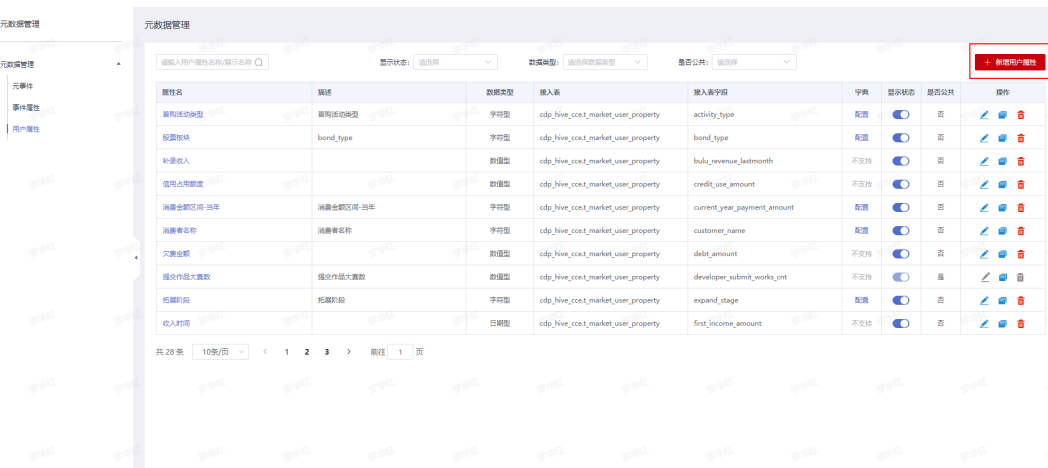 元数据管理
元数据管理
元数据管理
元事件
事件属性
用户属性
请输入用户属性名称/展示名称 显示状态: 请选择 数据类型: 请选择数据类型 是否公共: 请选择 + 新增用户属性
属性名 描述 数据类型 接入表 接入表字段 字典 显示状态 是否公共 操作
首购活动类型 首购活动类型 字符型 cdp_hive_cce.t_market_user_property activity_type 配置 否
股票板块 bond_type 字符型 cdp_hive_cce.t_market_user_property bond_type 配置 否
补录收入 数值型 cdp_hive_cce.t_market_user_property bulu_revenue_lastmonth 不支持 否
信用占用额度 数值型 cdp_hive_cce.t_market_user_property credit_use_amount 不支持 否
消费金额区间-当年 消费金额区间-当年 字符型 cdp_hive_cce.t_market_user_property current_year_payment_amount 配置 否
消费者名称 消费者名称 字符型 cdp_hive_cce.t_market_user_property customer_name 配置 否
欠费金额 数值型 cdp_hive_cce.t_market_user_property debt_amount 不支持 否
提交作品大赛数 提交作品大赛数 数值型 cdp_hive_cce.t_market_user_property developer_submit_works_cnt 不支持 是
拓展阶段 拓展阶段 字符型 cdp_hive_cce.t_market_user_property expand_stage 配置 否
收入时间 日期型 cdp_hive_cce.t_market_user_property first_income_amount 不支持 否
共 28 条 10条/页 < 1 2 3 > 前往 1 页